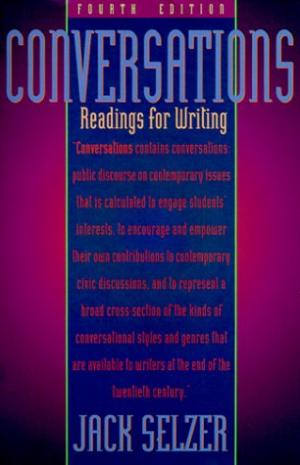 FOURTH EDITION
CONVERSATIONS
Readings for Writing
"Conversations contains conversations:
public discourse on contemporary issues
that is calculated to engage students'
interests, to encourage and empower
their own contributions to contemporary
civic discussions, and to represent a
broad cross-section of the kinds of
conversational styles and genres that
are available to writers at the end of the
twentieth century."
JACK SELZER